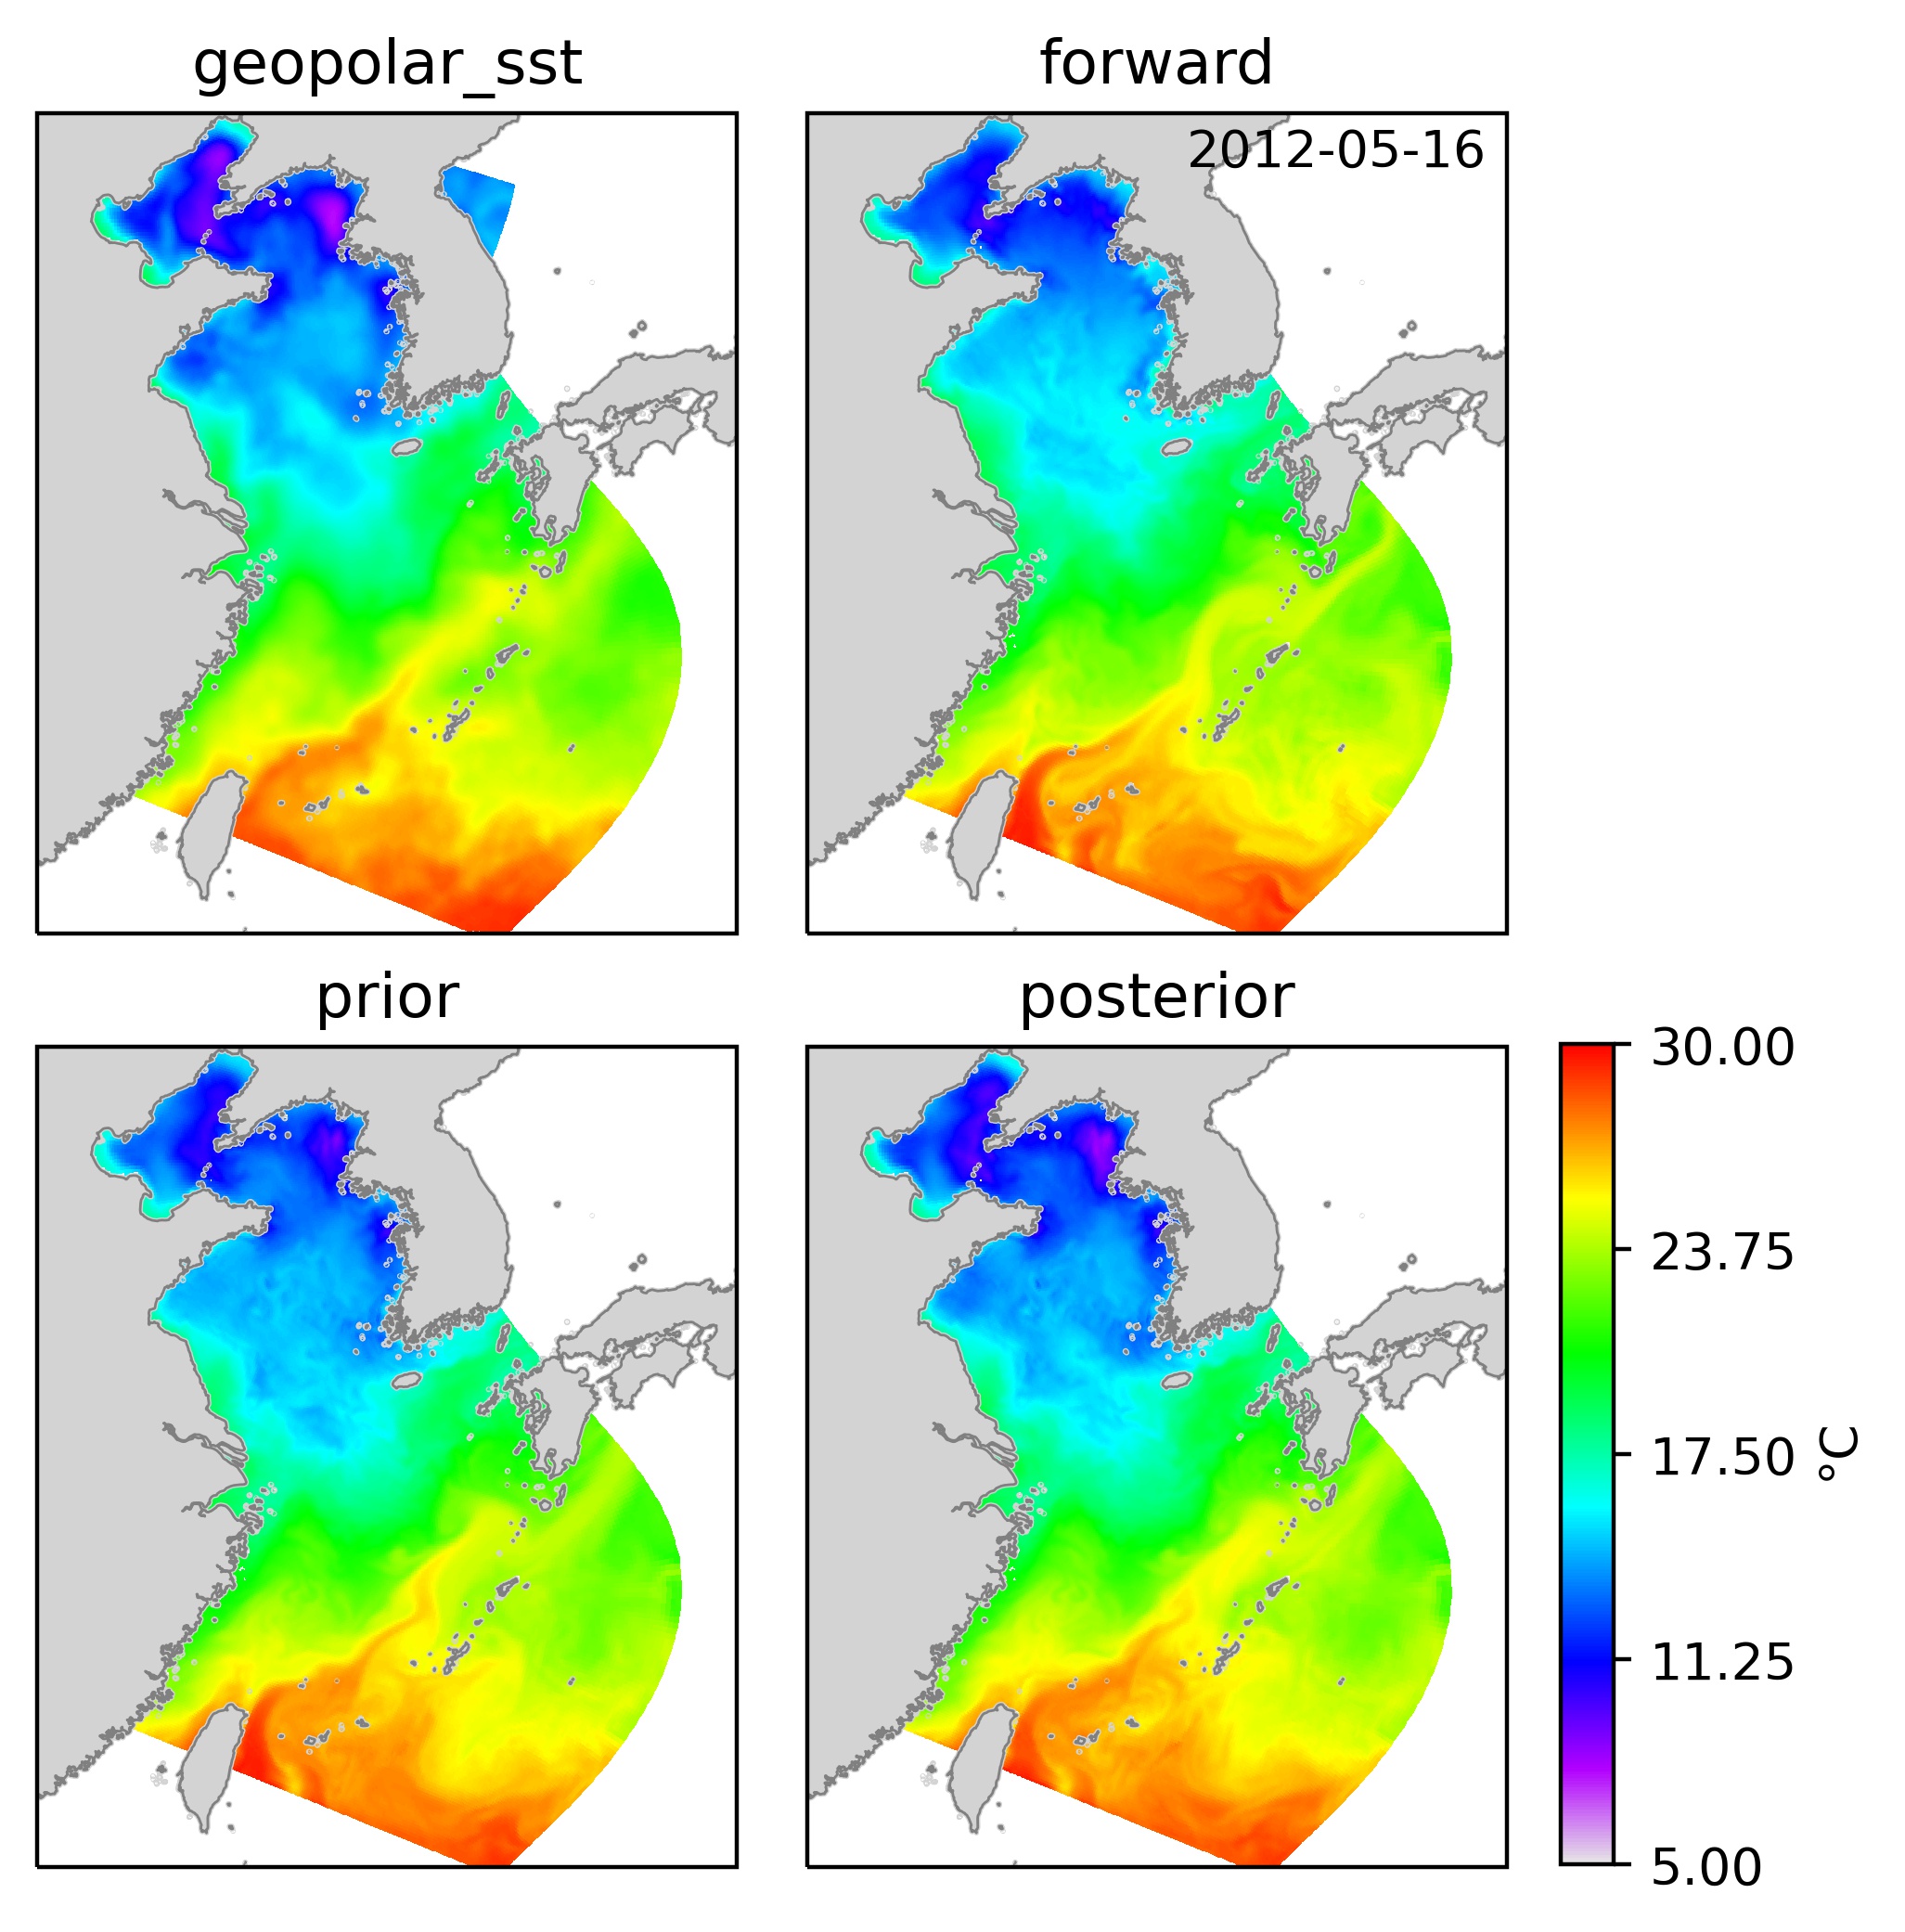 geopolar_sst
forward
2012-05-16
prior
posterior
30.00
23.75
17.50
11.25
5.00
°C